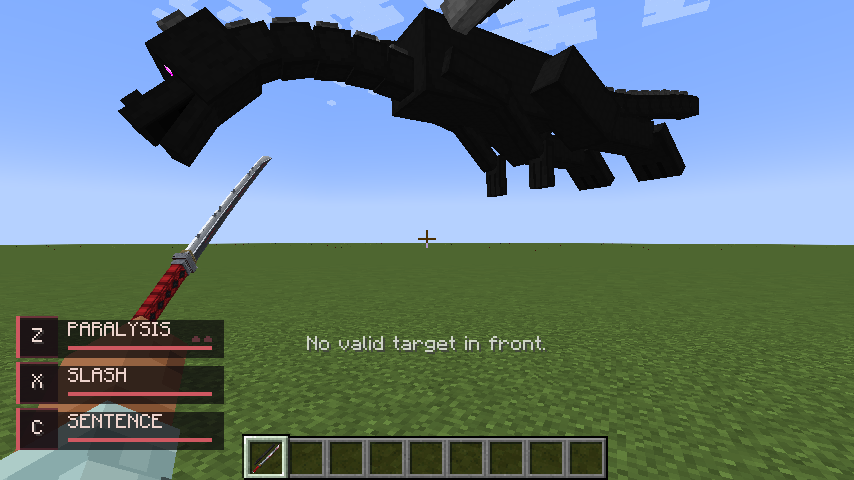 Z PARALYSIS
X SLASH
C SENTENCE
No valid target in front.